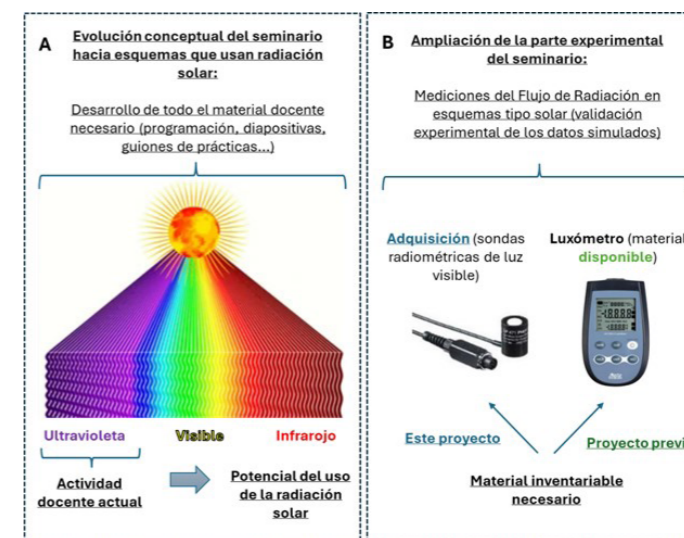 A
Evolución conceptual del seminario
hacia esquemas que usan radiación
solar:
Desarrollo de todo el material docente
necesario (programación, diapositivas,
guiones de prácticas...)
Ultravioleta
Visible
Infrarojo
Actividad
docente actual
Potencial del uso
de la radiación
solar
B
Ampliación de la parte experimental
del seminario:
Mediciones del Flujo de Radiación en
esquemas tipo solar (validación
experimental de los datos simulados)
Adquisición (sondas
radiométricas de luz
visible)
Luxómetro (material
disponible)
Este proyecto
Proyecto previ
Material inventariable
necesario